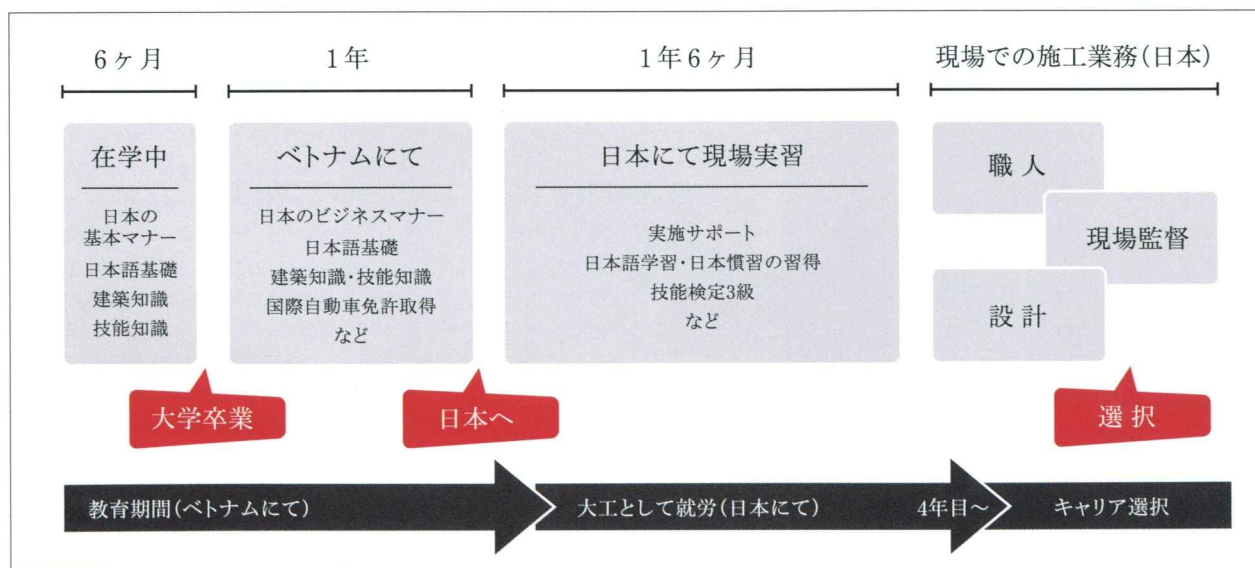 6ヶ月
1年
1年6ヶ月
現場での施工業務(日本)
在学中
日本の
基本マナー
日本語基礎
建築知識
技能知識
ベトナムにて
日本のビジネスマナー
日本語基礎
建築知識・技能知識
国際自動車免許取得
など
日本にて現場実習
実施サポート
日本語学習・日本慣習の習得
技能検定3級
など
職人
現場監督
設計
大学卒業
日本へ
選択
教育期間(ベトナムにて)
大工として就労(日本にて)
4年目～
キャリア選択